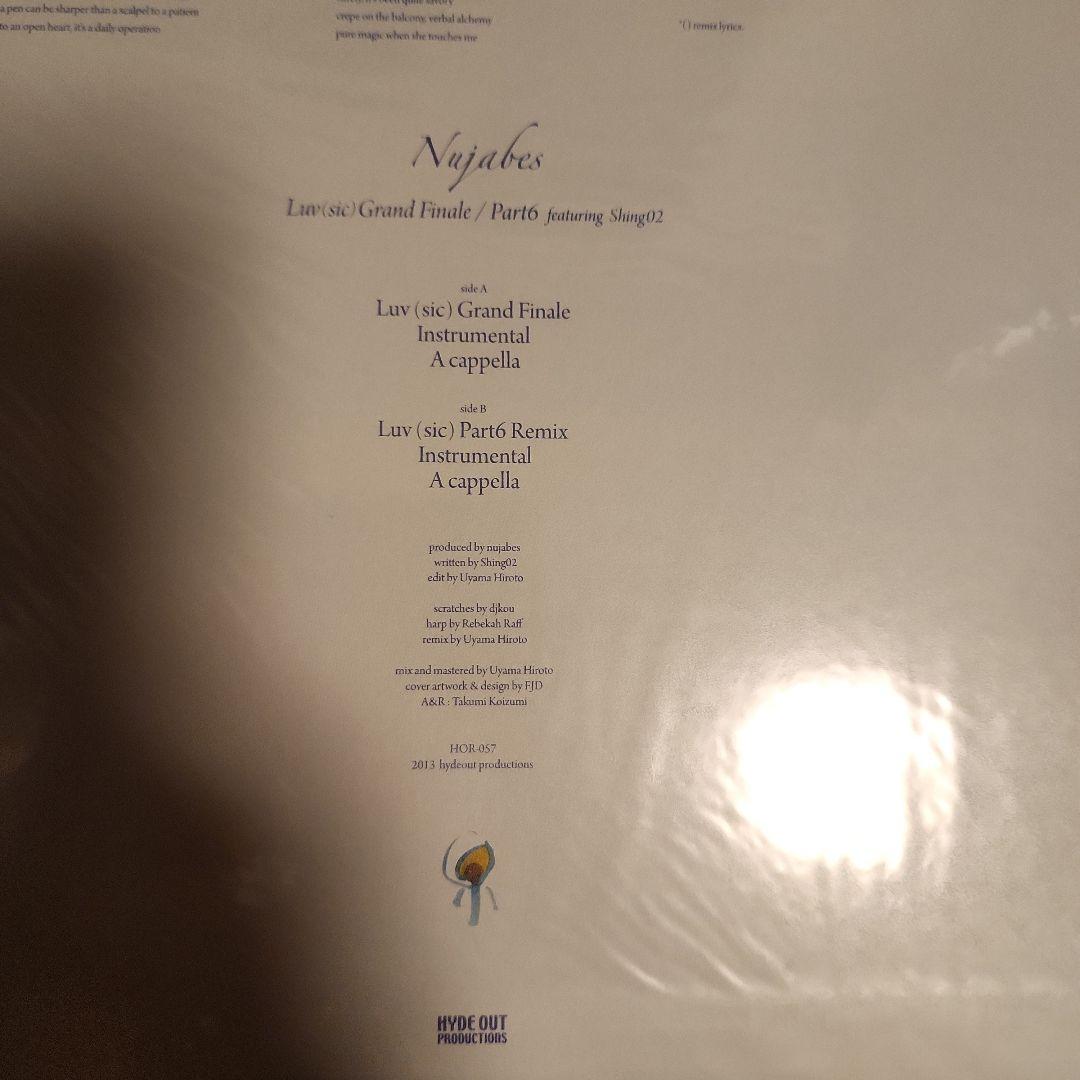 a pen can be sharper than a scalpel to a patient
to an open heart, it's a daily operation
been quite savory
crepe on the balcony, verbal alchemy
pure magic when she touches me
*( ) remix lyrics.
Nujabes
Luv(sic) Grand Finale / Part6 featuring Shing02
side A
Luv (sic) Grand Finale
Instrumental
A cappella
side B
Luv (sic) Part6 Remix
Instrumental
A cappella
produced by nujabes
written by Shing02
edit by Uyama Hiroto
scratches by djkou
harp by Rebekah Raff
remix by Uyama Hiroto
mix and mastered by Uyama Hiroto
cover artwork & design by FJD
A&R : Takumi Koizumi
HOR-057
2013 hydeout productions
HYDE OUT
PRODUCTIONS